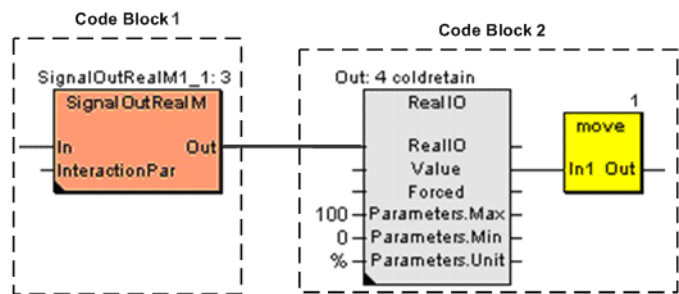 Code Block 1
Code Block 2
SignalOutRealM1_1: 3
SignalOutRealM
In Out
InteractionPar
Out: 4 coldretain
RealIO
RealIO
Value
Forced
100 Parameters.Max
0 Parameters.Min
% Parameters.Unit
1
move
In1 Out